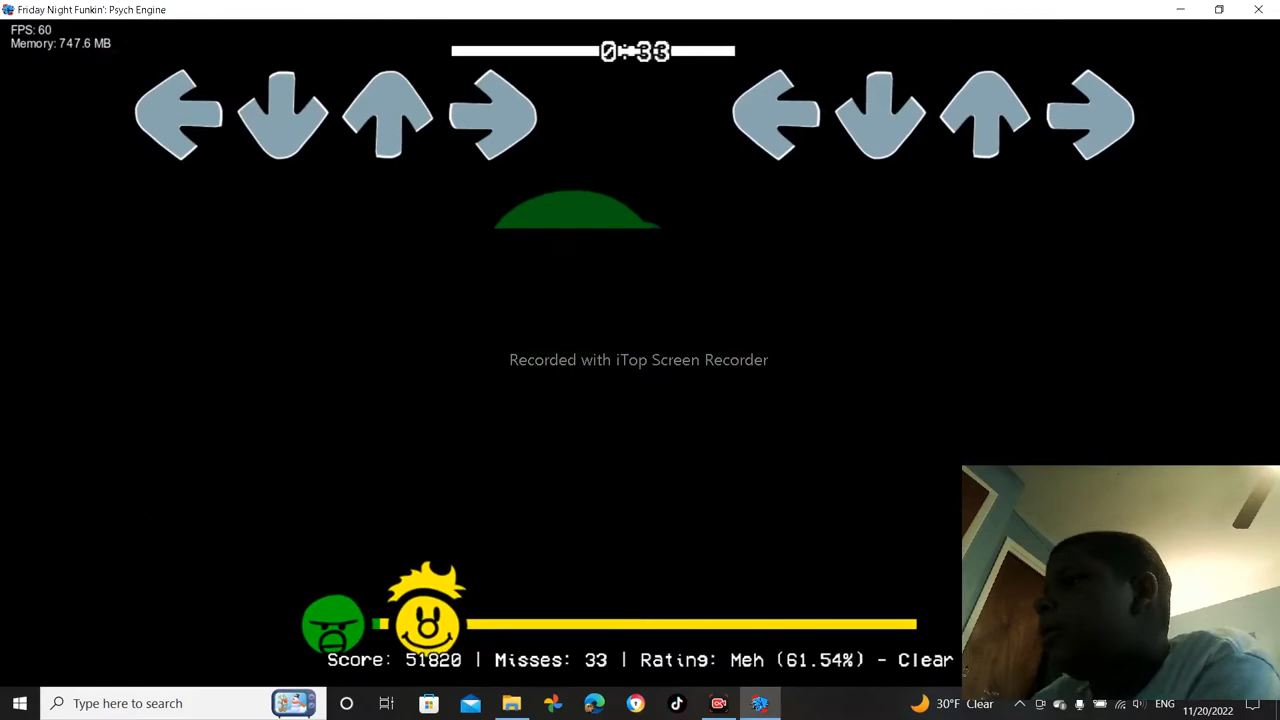 Friday Night Funkin': Psych Engine
FPS: 60
Memory: 747.6 MB
0:33
Recorded with iTop Screen Recorder
Score: 51820 | Misses: 33 | Rating: Meh (61.54%) - Clear
Type here to search
30°F Clear
ENG
11/20/2022